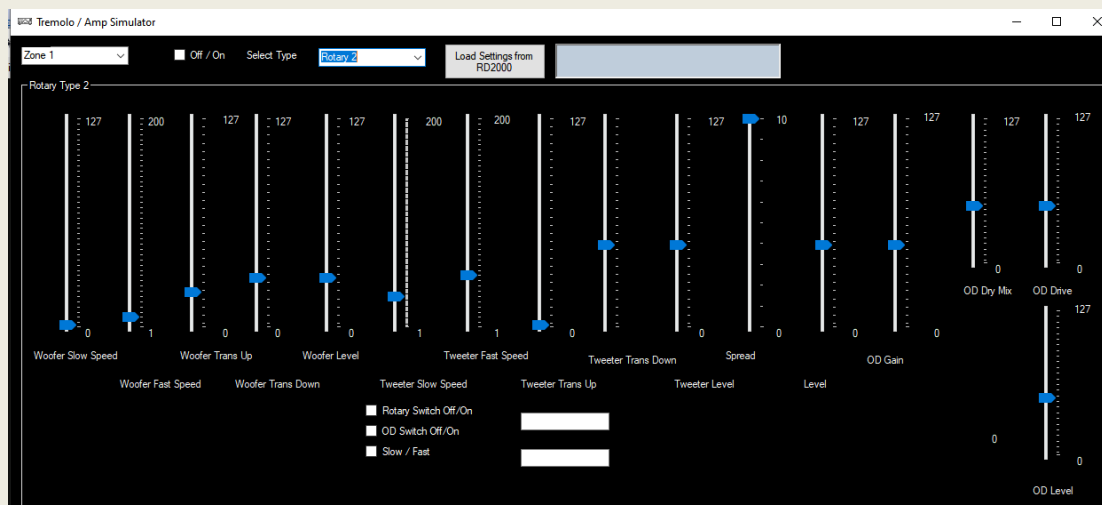 Tremolo / Amp Simulator
Zone 1
Off / On
Select Type
Rotary 2
Load Settings from
RD2000
Rotary Type 2
127 200 127 127 127 200 200 127 127 10 127 127 127 127
0 1 0 0 0 1 1 0 0 0 0 0 0 0
OD Dry Mix OD Drive
127
Woofer Slow Speed Woofer Trans Up Woofer Level Tweeter Fast Speed Tweeter Trans Down Spread OD Gain
Woofer Fast Speed Woofer Trans Down Tweeter Slow Speed Tweeter Trans Up Tweeter Level Level
Rotary Switch Off/On
OD Switch Off/On
Slow / Fast
0
0
OD Level